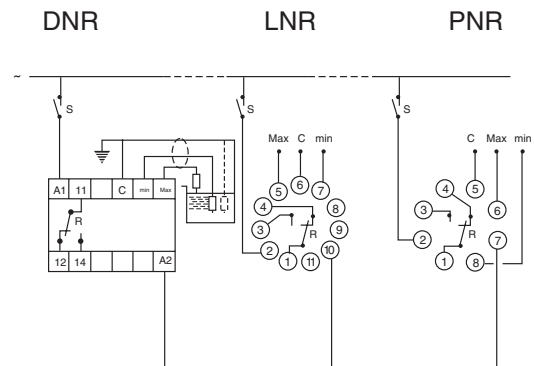 DNR LNR PNR
~
S S S
Max C min C Max min
A1 11 C min Max
R
12 14 A2
5 6 7
4 8
3 9
R
2 10
1 11
4 5
3 6
R
2 7
1 8